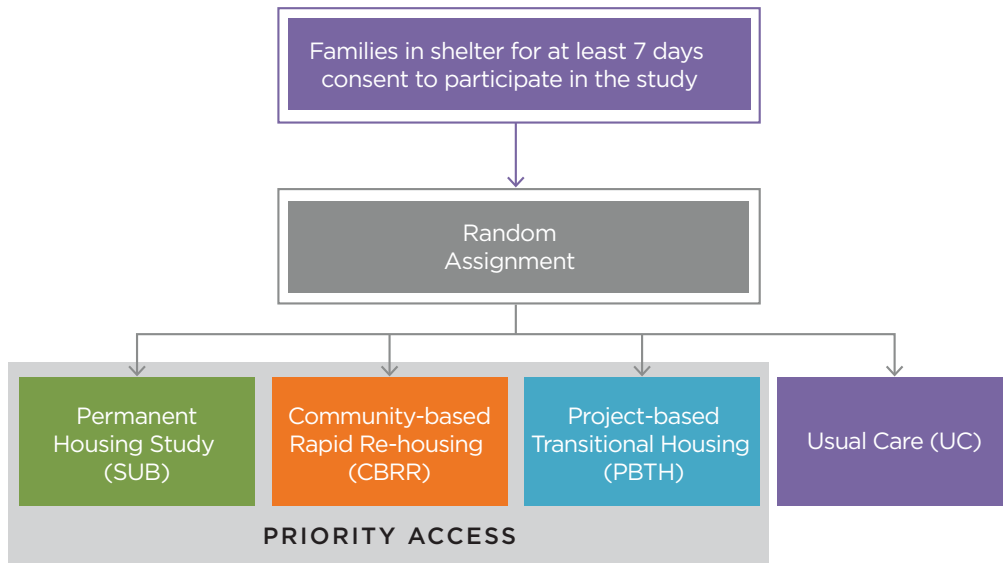 Families in shelter for at least 7 days
consent to participate in the study
Random
Assignment
Permanent
Housing Study
(SUB)
Community-based
Rapid Re-housing
(CBRR)
Project-based
Transitional Housing
(PBTH)
Usual Care (UC)
PRIORITY ACCESS